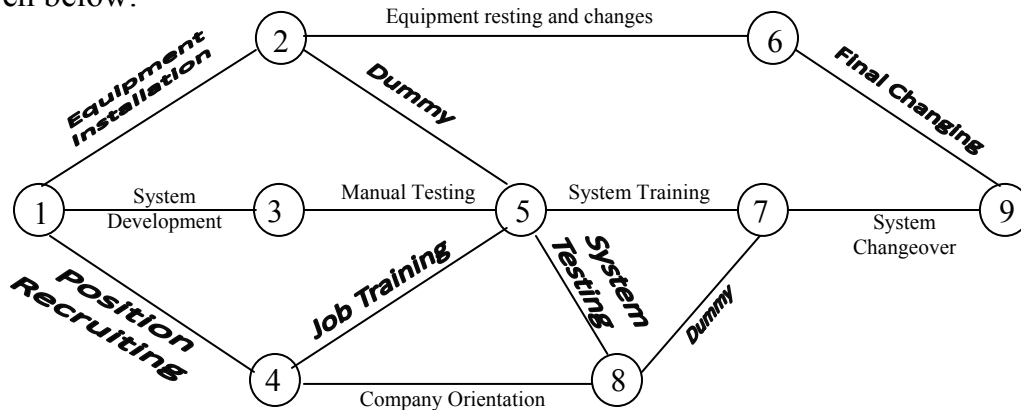 en below:
Equipment resting and changes
2
6
Equipment
Installation
Dummy
Final Changing
System
Development
Manual Testing
System Training
1
3
5
7
9
System
Changeover
Position
Recruiting
Job Training
System
Testing
Dummy
4
8
Company Orientation